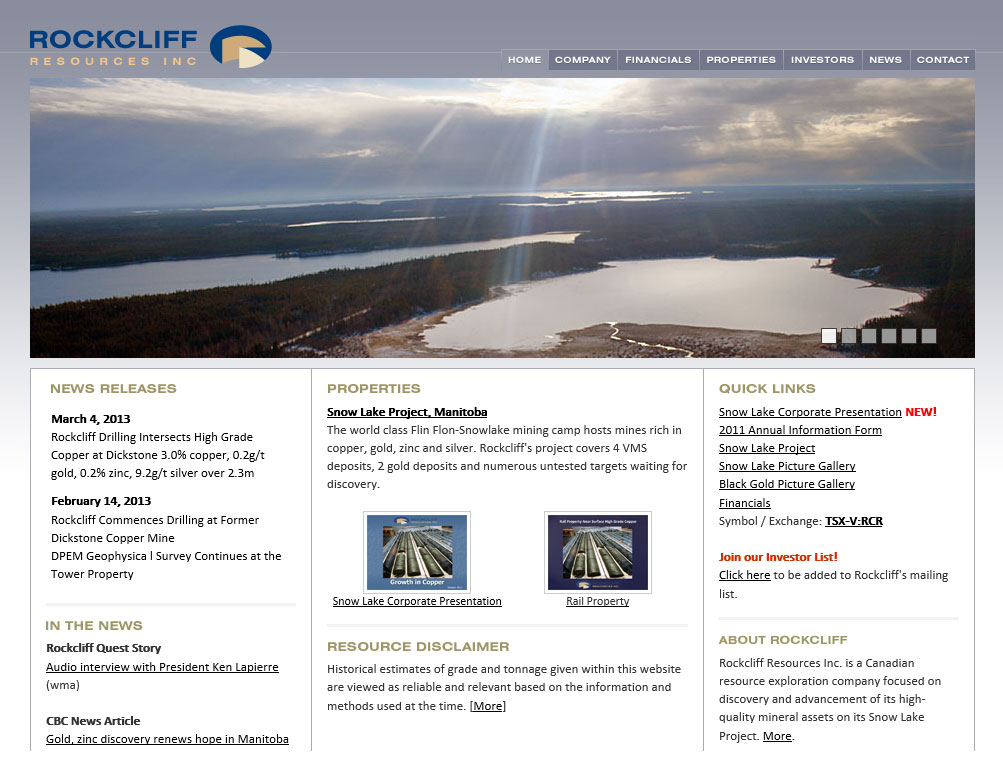 ROCKCLIFF
RESOURCES INC
HOME COMPANY FINANCIALS PROPERTIES INVESTORS NEWS CONTACT
NEWS RELEASES
March 4, 2013
Rockcliff Drilling Intersects High Grade
Copper at Dickstone 3.0% copper, 0.2g/t
gold, 0.2% zinc, 9.2g/t silver over 2.3m
February 14, 2013
Rockcliff Commences Drilling at Former
Dickstone Copper Mine
DPEM Geophysica l Survey Continues at the
Tower Property
IN THE NEWS
Rockcliff Quest Story
Audio interview with President Ken Lapierre
(wma)
CBC News Article
Gold, zinc discovery renews hope in Manitoba
PROPERTIES
Snow Lake Project, Manitoba
The world class Flin Flon-Snowlake mining camp hosts mines rich in
copper, gold, zinc and silver. Rockcliff's project covers 4 VMS
deposits, 2 gold deposits and numerous untested targets waiting for
discovery.
Growth in Copper
Snow Lake Corporate Presentation
Rail Property Near Surface High Grade Copper
Rail Property
RESOURCE DISCLAIMER
Historical estimates of grade and tonnage given within this website
are viewed as reliable and relevant based on the information and
methods used at the time. [More]
QUICK LINKS
Snow Lake Corporate Presentation NEW!
2011 Annual Information Form
Snow Lake Project
Snow Lake Picture Gallery
Black Gold Picture Gallery
Financials
Symbol / Exchange: TSX-V:RCR
Join our Investor List!
Click here to be added to Rockcliff's mailing
list.
ABOUT ROCKCLIFF
Rockcliff Resources Inc. is a Canadian
resource exploration company focused on
discovery and advancement of its high-
quality mineral assets on its Snow Lake
Project. More.